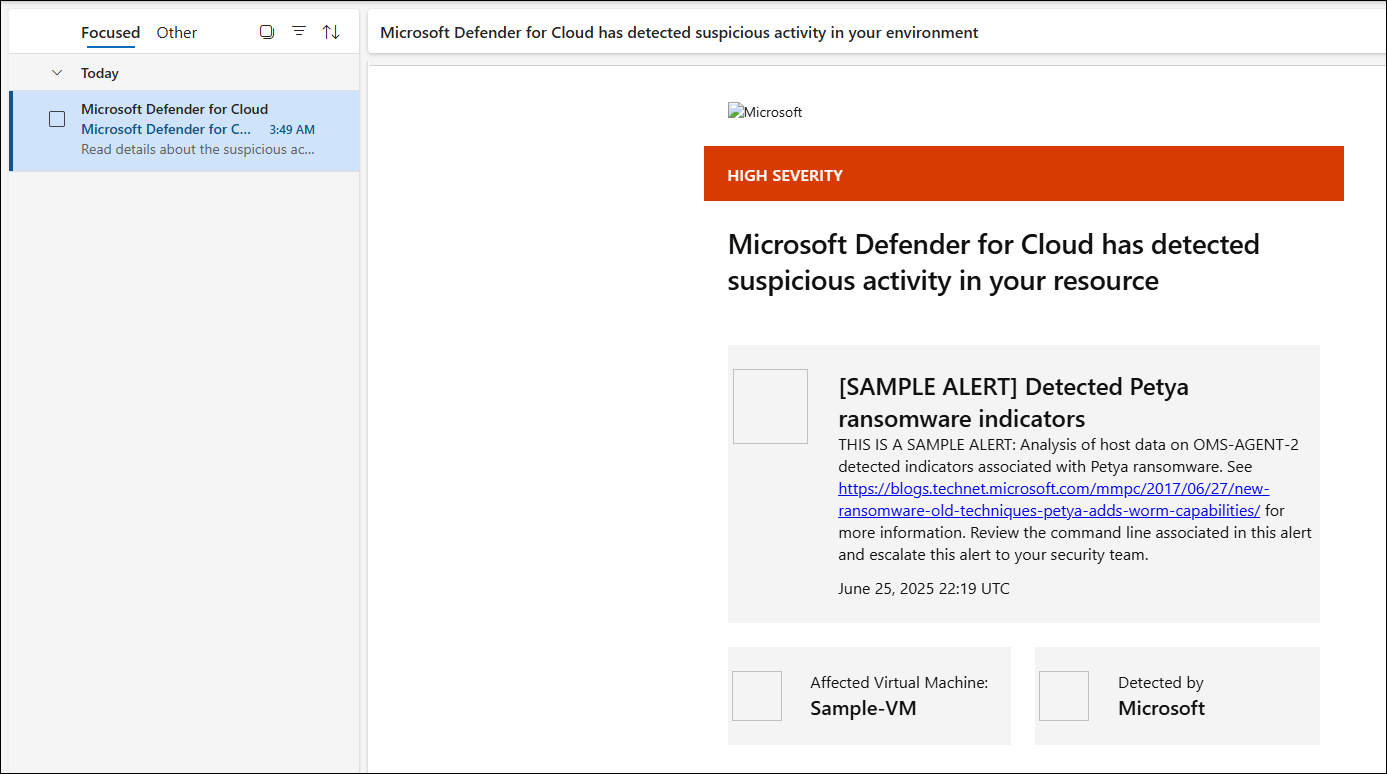 Focused Other
Today
Microsoft Defender for Cloud
Microsoft Defender for C... 3:49 AM
Read details about the suspicious ac...
Microsoft Defender for Cloud has detected suspicious activity in your environment
Microsoft
HIGH SEVERITY
Microsoft Defender for Cloud has detected
suspicious activity in your resource
[SAMPLE ALERT] Detected Petya
ransomware indicators
THIS IS A SAMPLE ALERT: Analysis of host data on OMS-AGENT-2
detected indicators associated with Petya ransomware. See
https://blogs.technet.microsoft.com/mmpc/2017/06/27/new-
ransomware-old-techniques-petya-adds-worm-capabilities/ for
more information. Review the command line associated in this alert
and escalate this alert to your security team.
June 25, 2025 22:19 UTC
Affected Virtual Machine:
Sample-VM
Detected by
Microsoft